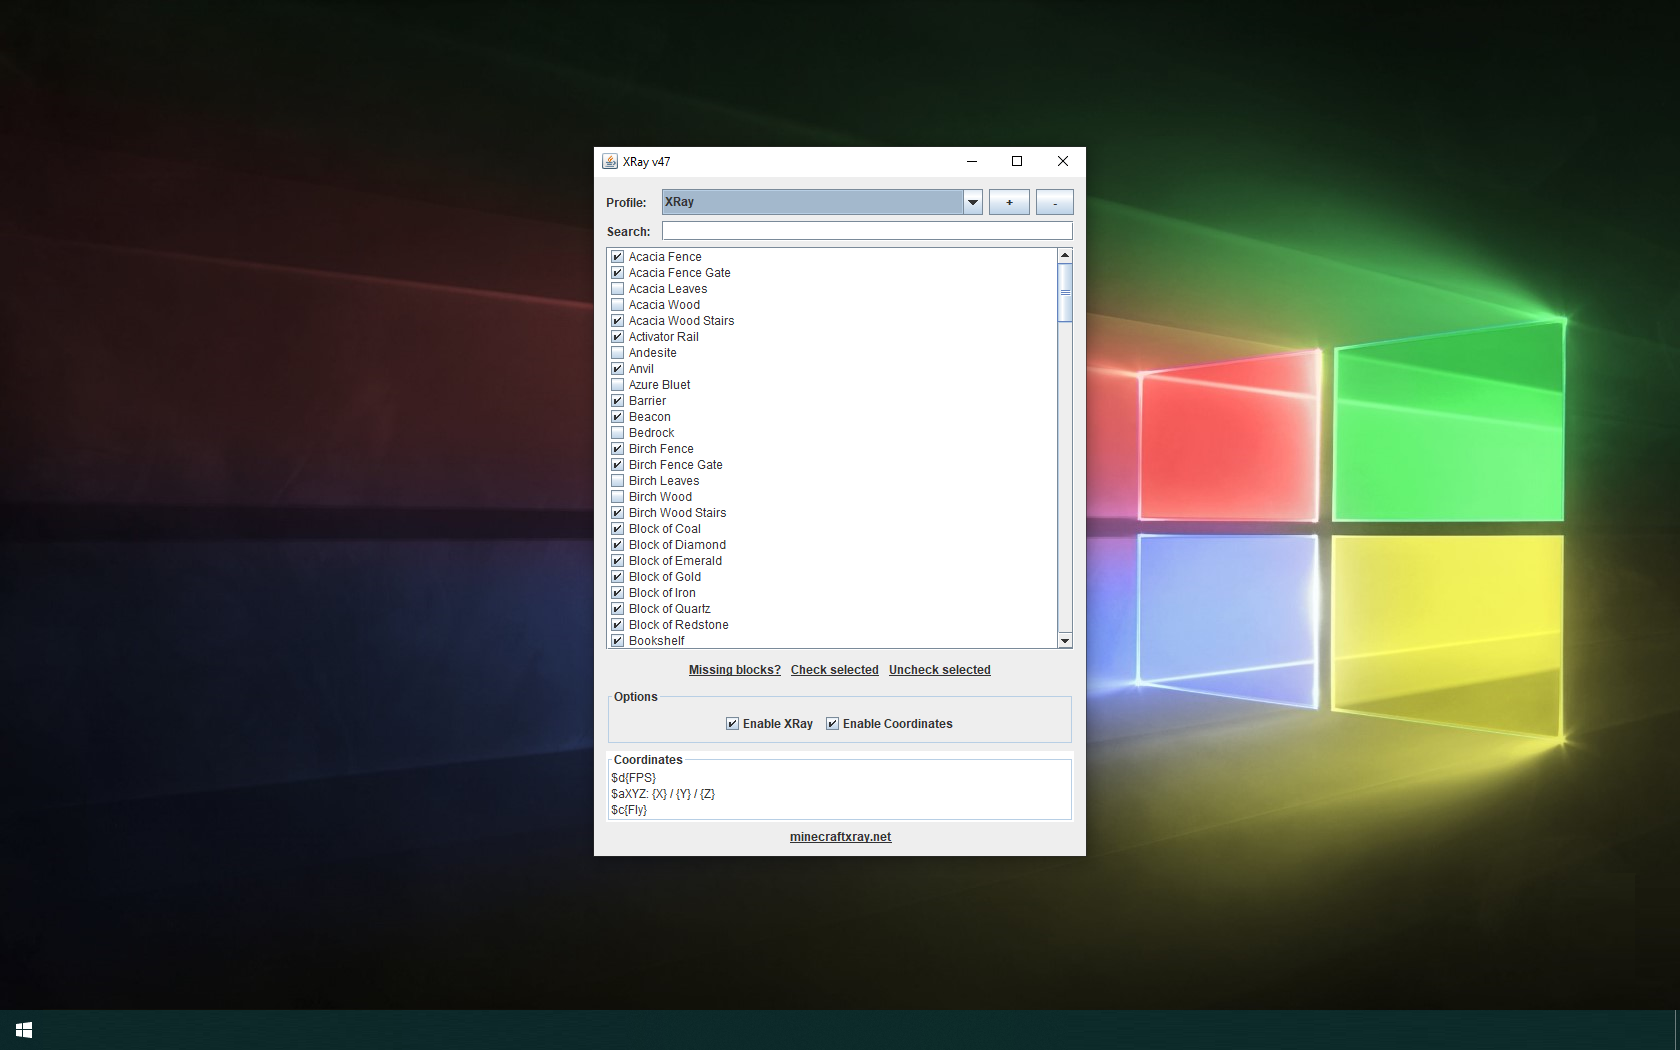 XRay v47
Profile: XRay + -
Search:
Acacia Fence
Acacia Fence Gate
Acacia Leaves
Acacia Wood
Acacia Wood Stairs
Activator Rail
Andesite
Anvil
Azure Bluet
Barrier
Beacon
Bedrock
Birch Fence
Birch Fence Gate
Birch Leaves
Birch Wood
Birch Wood Stairs
Block of Coal
Block of Diamond
Block of Emerald
Block of Gold
Block of Iron
Block of Quartz
Block of Redstone
Bookshelf
Missing blocks? Check selected Uncheck selected
Options
Enable XRay Enable Coordinates
Coordinates
$d{FPS}
$aXYZ: {X} / {Y} / {Z}
$c{Fly}
minecraftxray.net